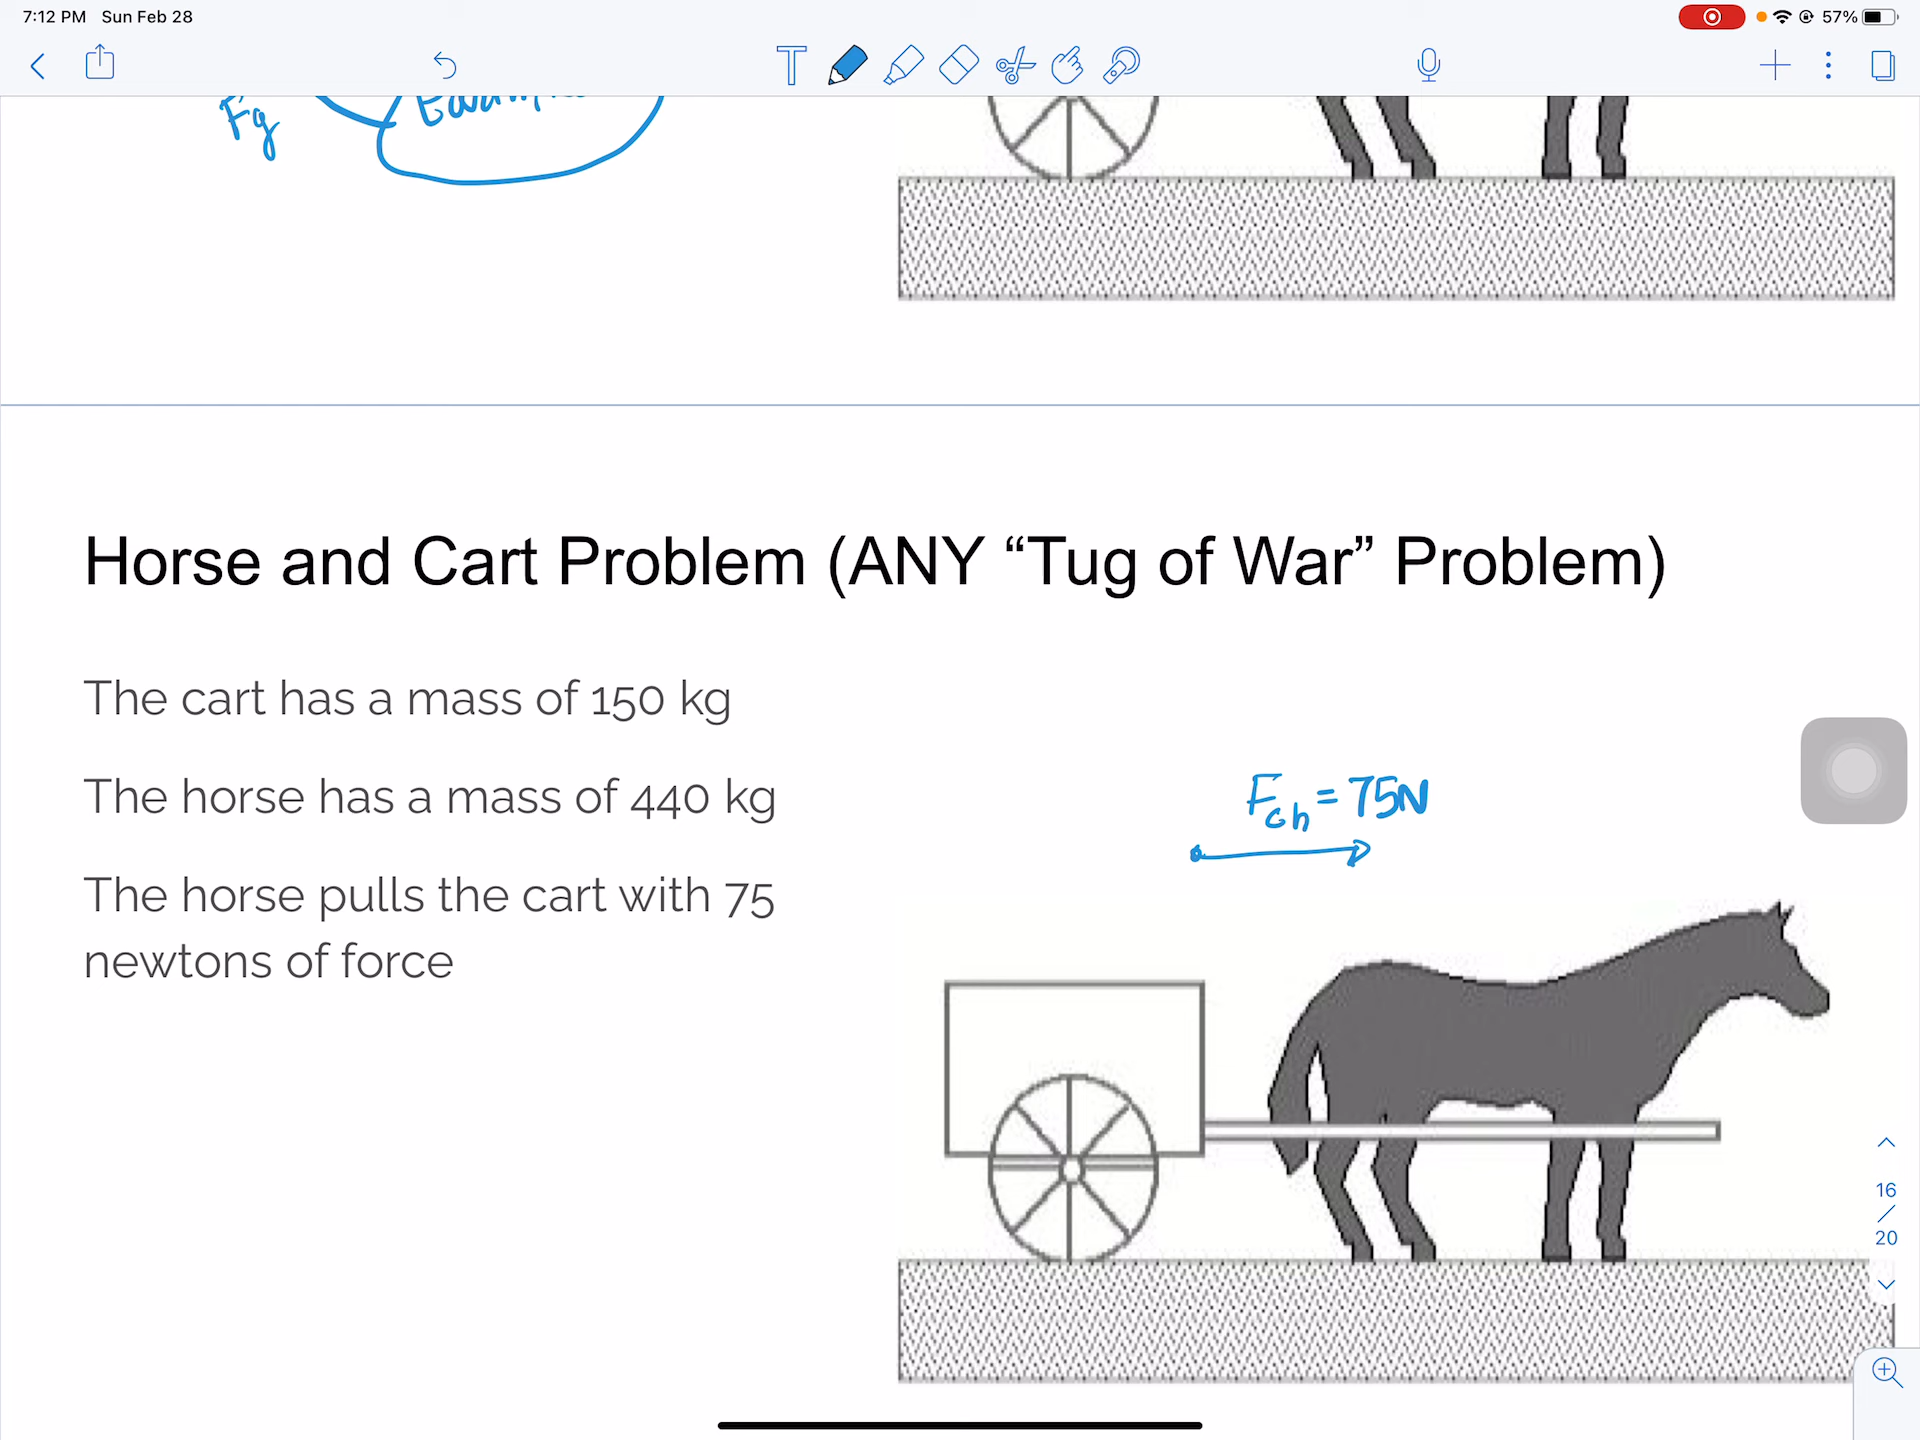 7:12 PM Sun Feb 28
57%
T
Fg
Horse and Cart Problem (ANY “Tug of War” Problem)
The cart has a mass of 150 kg
The horse has a mass of 440 kg
Fch = 75N
The horse pulls the cart with 75
newtons of force
16
/
20